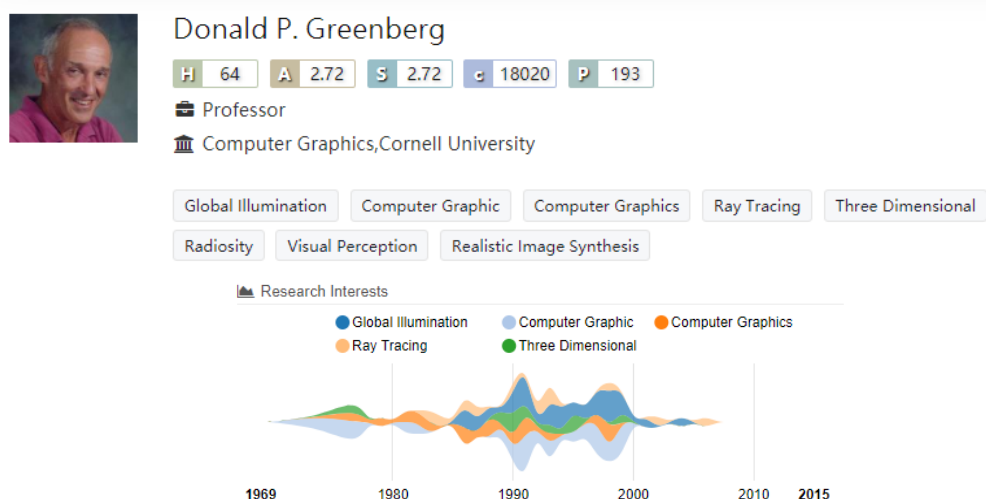 Donald P. Greenberg
H 64 A 2.72 S 2.72 c 18020 P 193
Professor
Computer Graphics,Cornell University
Global Illumination Computer Graphic Computer Graphics Ray Tracing Three Dimensional
Radiosity Visual Perception Realistic Image Synthesis
Research Interests
Global Illumination Computer Graphic Computer Graphics
Ray Tracing Three Dimensional
1969 1980 1990 2000 2010 2015